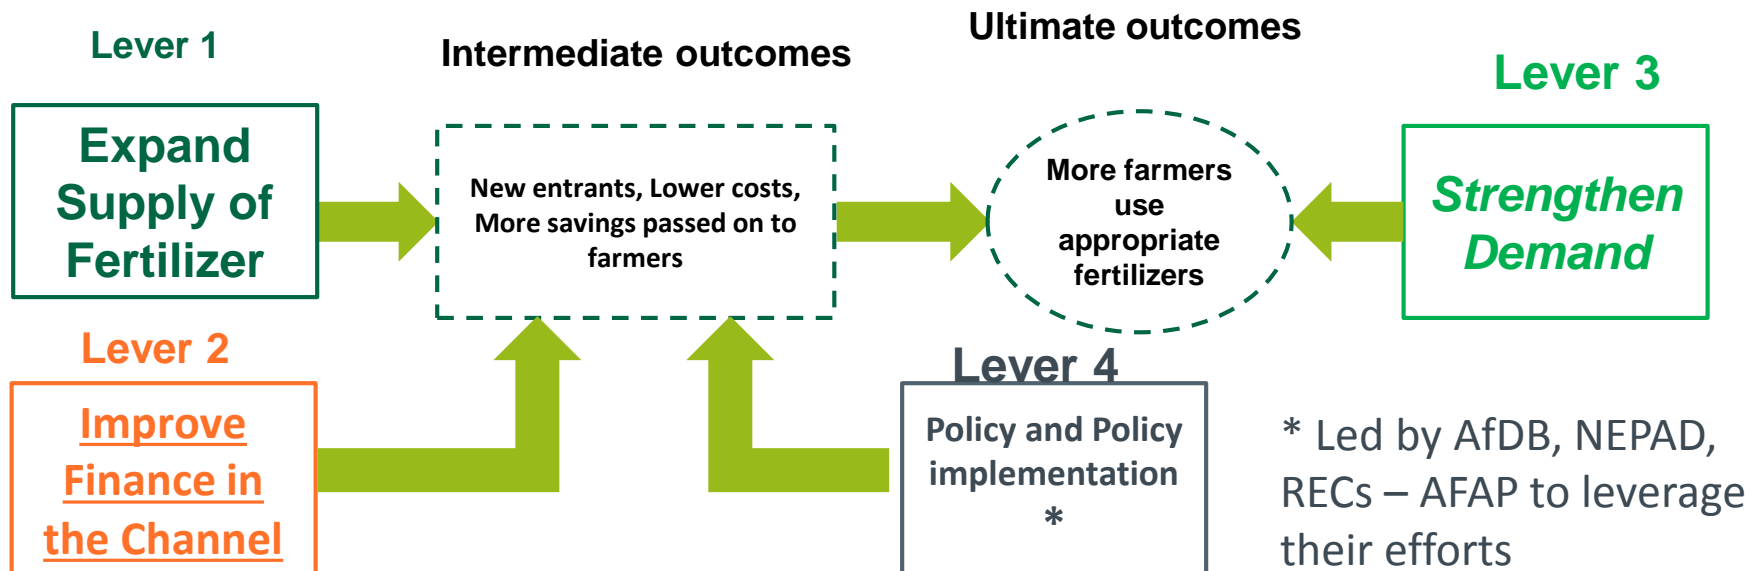 Lever 1
Expand
Supply of
Fertilizer
Intermediate outcomes
New entrants, Lower costs,
More savings passed on to
farmers
Ultimate outcomes
More farmers
use
appropriate
fertilizers
Lever 3
Strengthen
Demand
Lever 2
Improve
Finance in
the Channel
Lever 4
Policy and Policy
implementation
*
* Led by AfDB, NEPAD,
RECs – AFAP to leverage
their efforts